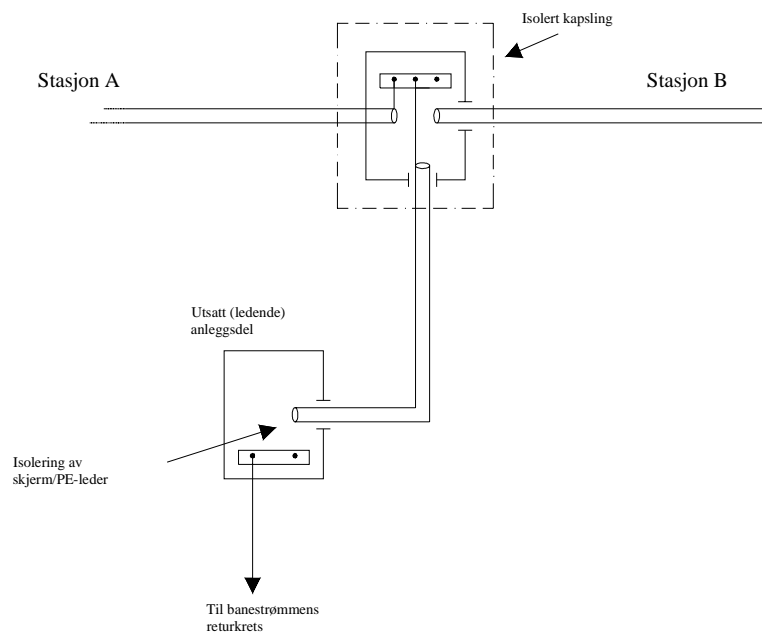 Isolert kapsling
Stasjon A
Stasjon B
Utsatt (ledende)
anleggsdel
Isolering av
skjerm/PE-leder
Til banestrømmens
returkrets